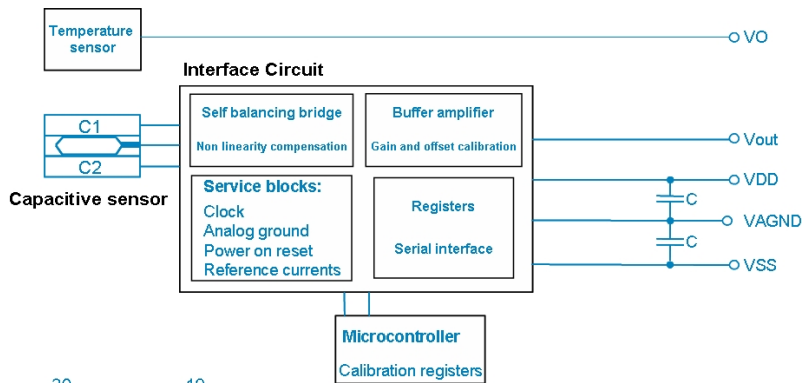 Temperature
sensor
VO
Interface Circuit
Self balancing bridge
Non linearity compensation
Buffer amplifier
Gain and offset calibration
C1
C2
Capacitive sensor
Vout
Service blocks:
Clock
Analog ground
Power on reset
Reference currents
Registers
Serial interface
VDD
C
VAGND
C
VSS
Microcontroller
Calibration registers